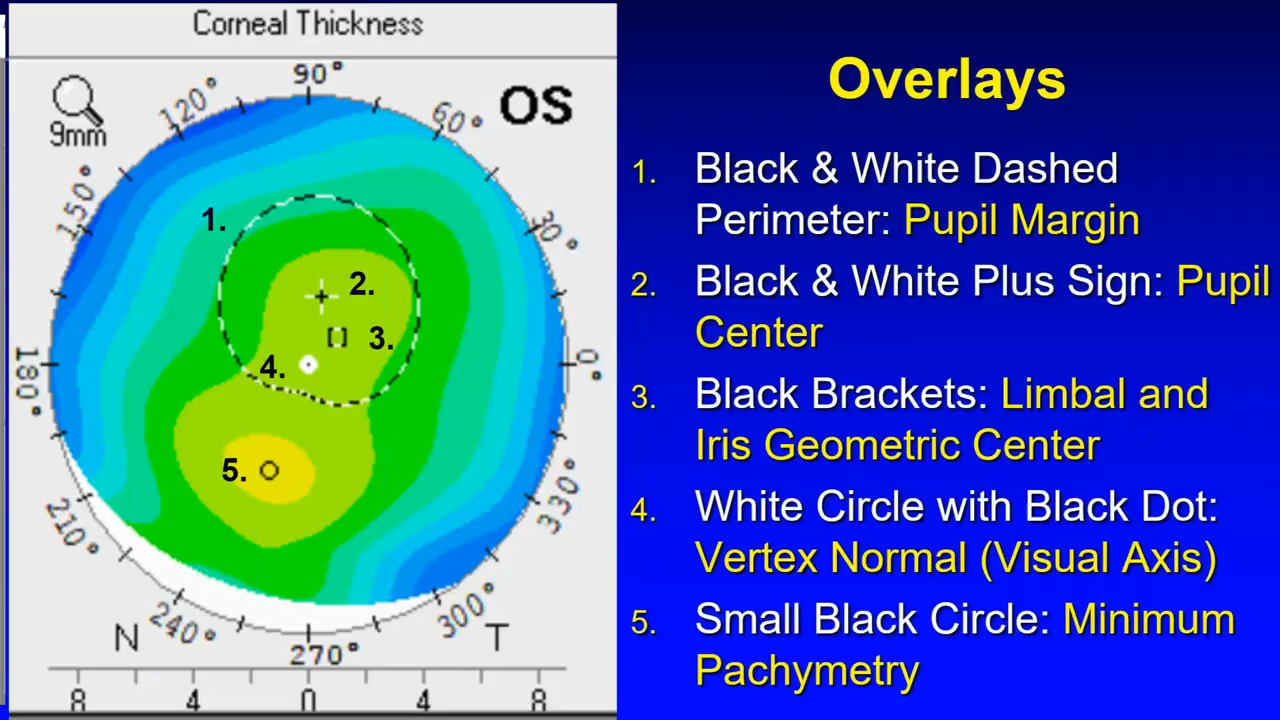 Corneal Thickness
9mm
OS
90°
120°
60°
150°
30°
180°
0°
210°
330°
240°
300°
270°
N
T
1.
2.
3.
4.
5.
8 4 0 4 8
Overlays
1. Black & White Dashed
Perimeter: Pupil Margin
2. Black & White Plus Sign: Pupil
Center
3. Black Brackets: Limbal and
Iris Geometric Center
4. White Circle with Black Dot:
Vertex Normal (Visual Axis)
5. Small Black Circle: Minimum
Pachymetry